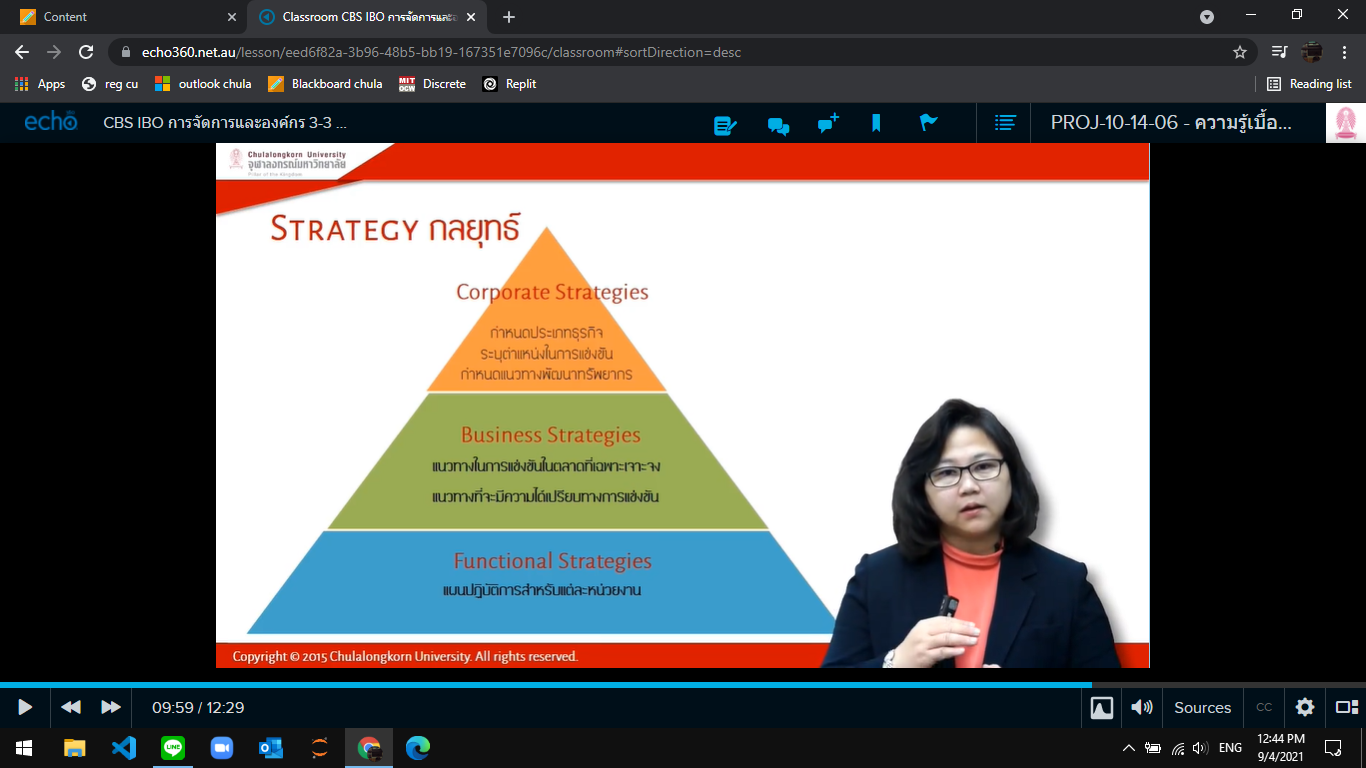 Content
Classroom CBS IBO การจัดการและอง
echo360.net.au/lesson/eed6f82a-3b96-48b5-bb19-167351e7096c/classroom#sortDirection=desc
Apps
reg cu
outlook chula
Blackboard chula
MIT OCW
Discrete
Replit
Reading list
echo
CBS IBO การจัดการและองค์กร 3-3 ...
PROJ-10-14-06 - ความรู้เบื้อ...
Chulalongkorn University
จุฬาลงกรณ์มหาวิทยาลัย
Pillar of the Kingdom
STRATEGY กลยุทธ์
Corporate Strategies
กำหนดประเภทธุรกิจ
ระบุตำแหน่งในการแข่งขัน
กำหนดแนวทางพัฒนาทรัพยากร
Business Strategies
แนวทางในการแข่งขันในตลาดที่เฉพาะเจาะจง
แนวทางที่จะมีความได้เปรียบทางการแข่งขัน
Functional Strategies
แผนปฏิบัติการสำหรับแต่ละหน่วยงาน
Copyright © 2015 Chulalongkorn University. All rights reserved.
09:59 / 12:29
Sources
CC
LINE
ENG
12:44 PM
9/4/2021